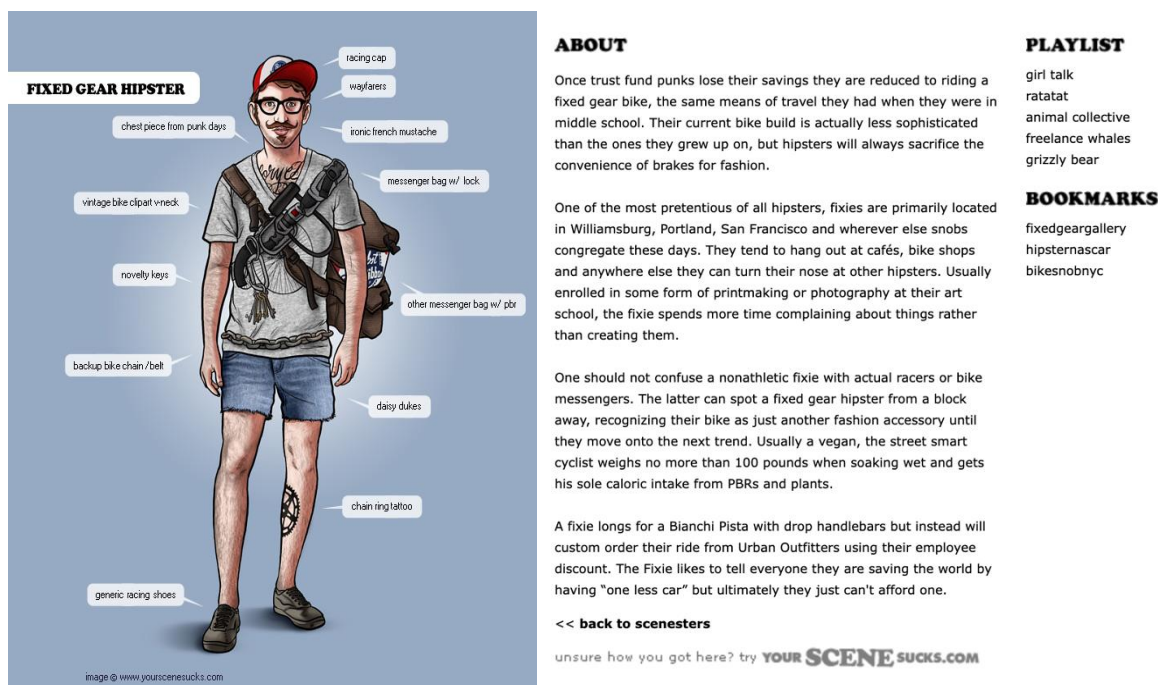 FIXED GEAR HIPSTER
racing cap
wayfarers
chest piece from punk days
ironic french mustache
messenger bag w/ lock
vintage bike clipart v-neck
novelty keys
other messenger bag w/ pbr
backup bike chain /belt
daisy dukes
chain ring tattoo
generic racing shoes
image @ www.yourscenesucks.com
ABOUT
Once trust fund punks lose their savings they are reduced to riding a
fixed gear bike, the same means of travel they had when they were in
middle school. Their current bike build is actually less sophisticated
than the ones they grew up on, but hipsters will always sacrifice the
convenience of brakes for fashion.
One of the most pretentious of all hipsters, fixies are primarily located
in Williamsburg, Portland, San Francisco and wherever else snobs
congregate these days. They tend to hang out at cafés, bike shops
and anywhere else they can turn their nose at other hipsters. Usually
enrolled in some form of printmaking or photography at their art
school, the fixie spends more time complaining about things rather
than creating them.
One should not confuse a nonathletic fixie with actual racers or bike
messengers. The latter can spot a fixed gear hipster from a block
away, recognizing their bike as just another fashion accessory until
they move onto the next trend. Usually a vegan, the street smart
cyclist weighs no more than 100 pounds when soaking wet and gets
his sole caloric intake from PBRs and plants.
A fixie longs for a Bianchi Pista with drop handlebars but instead will
custom order their ride from Urban Outfitters using their employee
discount. The Fixie likes to tell everyone they are saving the world by
having “one less car” but ultimately they just can't afford one.
<< back to scenesters
unsure how you got here? try YOUR SCENE SUCKS.COM
PLAYLIST
girl talk
ratatat
animal collective
freelance whales
grizzly bear
BOOKMARKS
fixedgeargallery
hipsternascar
bikesnobnyc